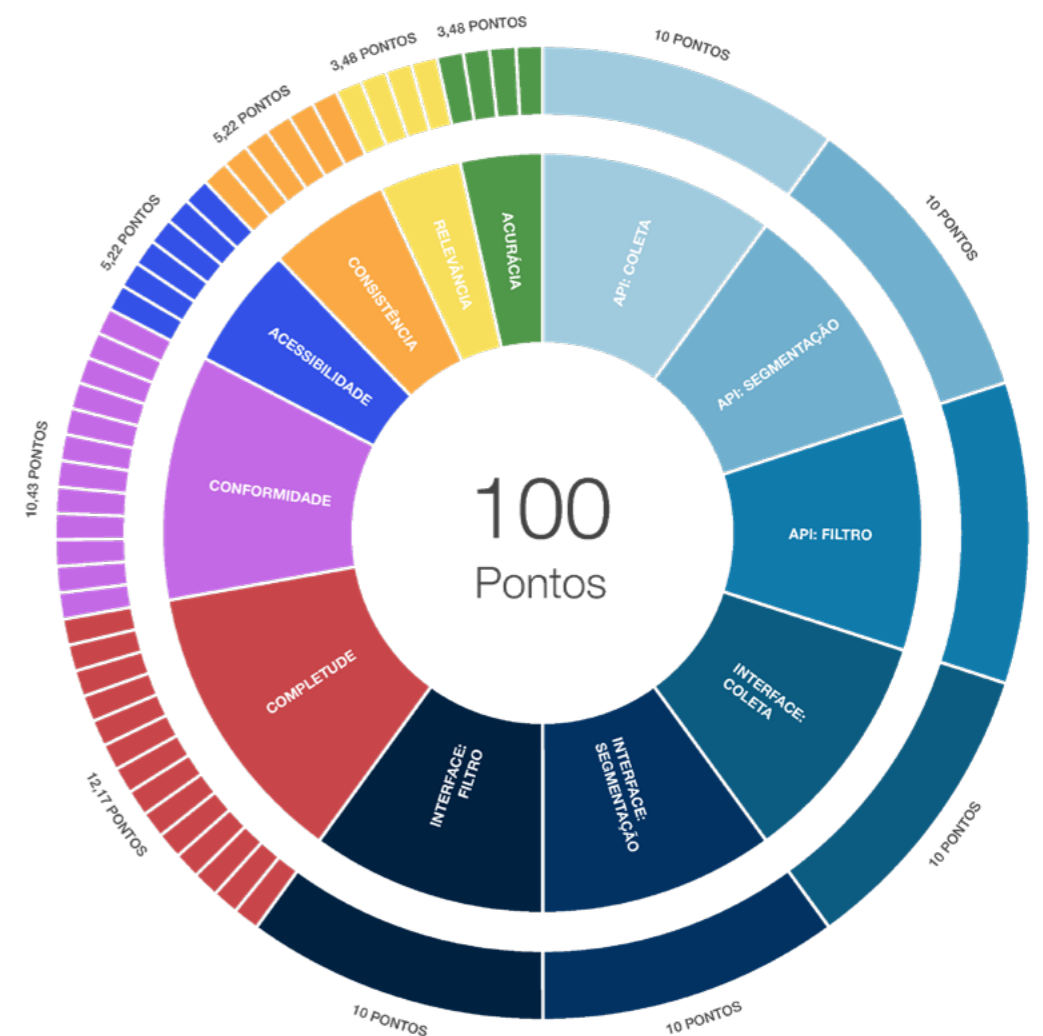 3,48 PONTOS
3,48 PONTOS
10 PONTOS
5,22 PONTOS
5,22 PONTOS
10 PONTOS
ACURÁCIA
RELEVÂNCIA
API: COLETA
CONSISTÊNCIA
ACESSIBILIDADE
API: SEGMENTAÇÃO
10,43 PONTOS
CONFORMIDADE
100
Pontos
API: FILTRO
COMPLETUDE
INTERFACE:
COLETA
INTERFACE:
FILTRO
INTERFACE:
SEGMENTAÇÃO
12,17 PONTOS
10 PONTOS
10 PONTOS
10 PONTOS